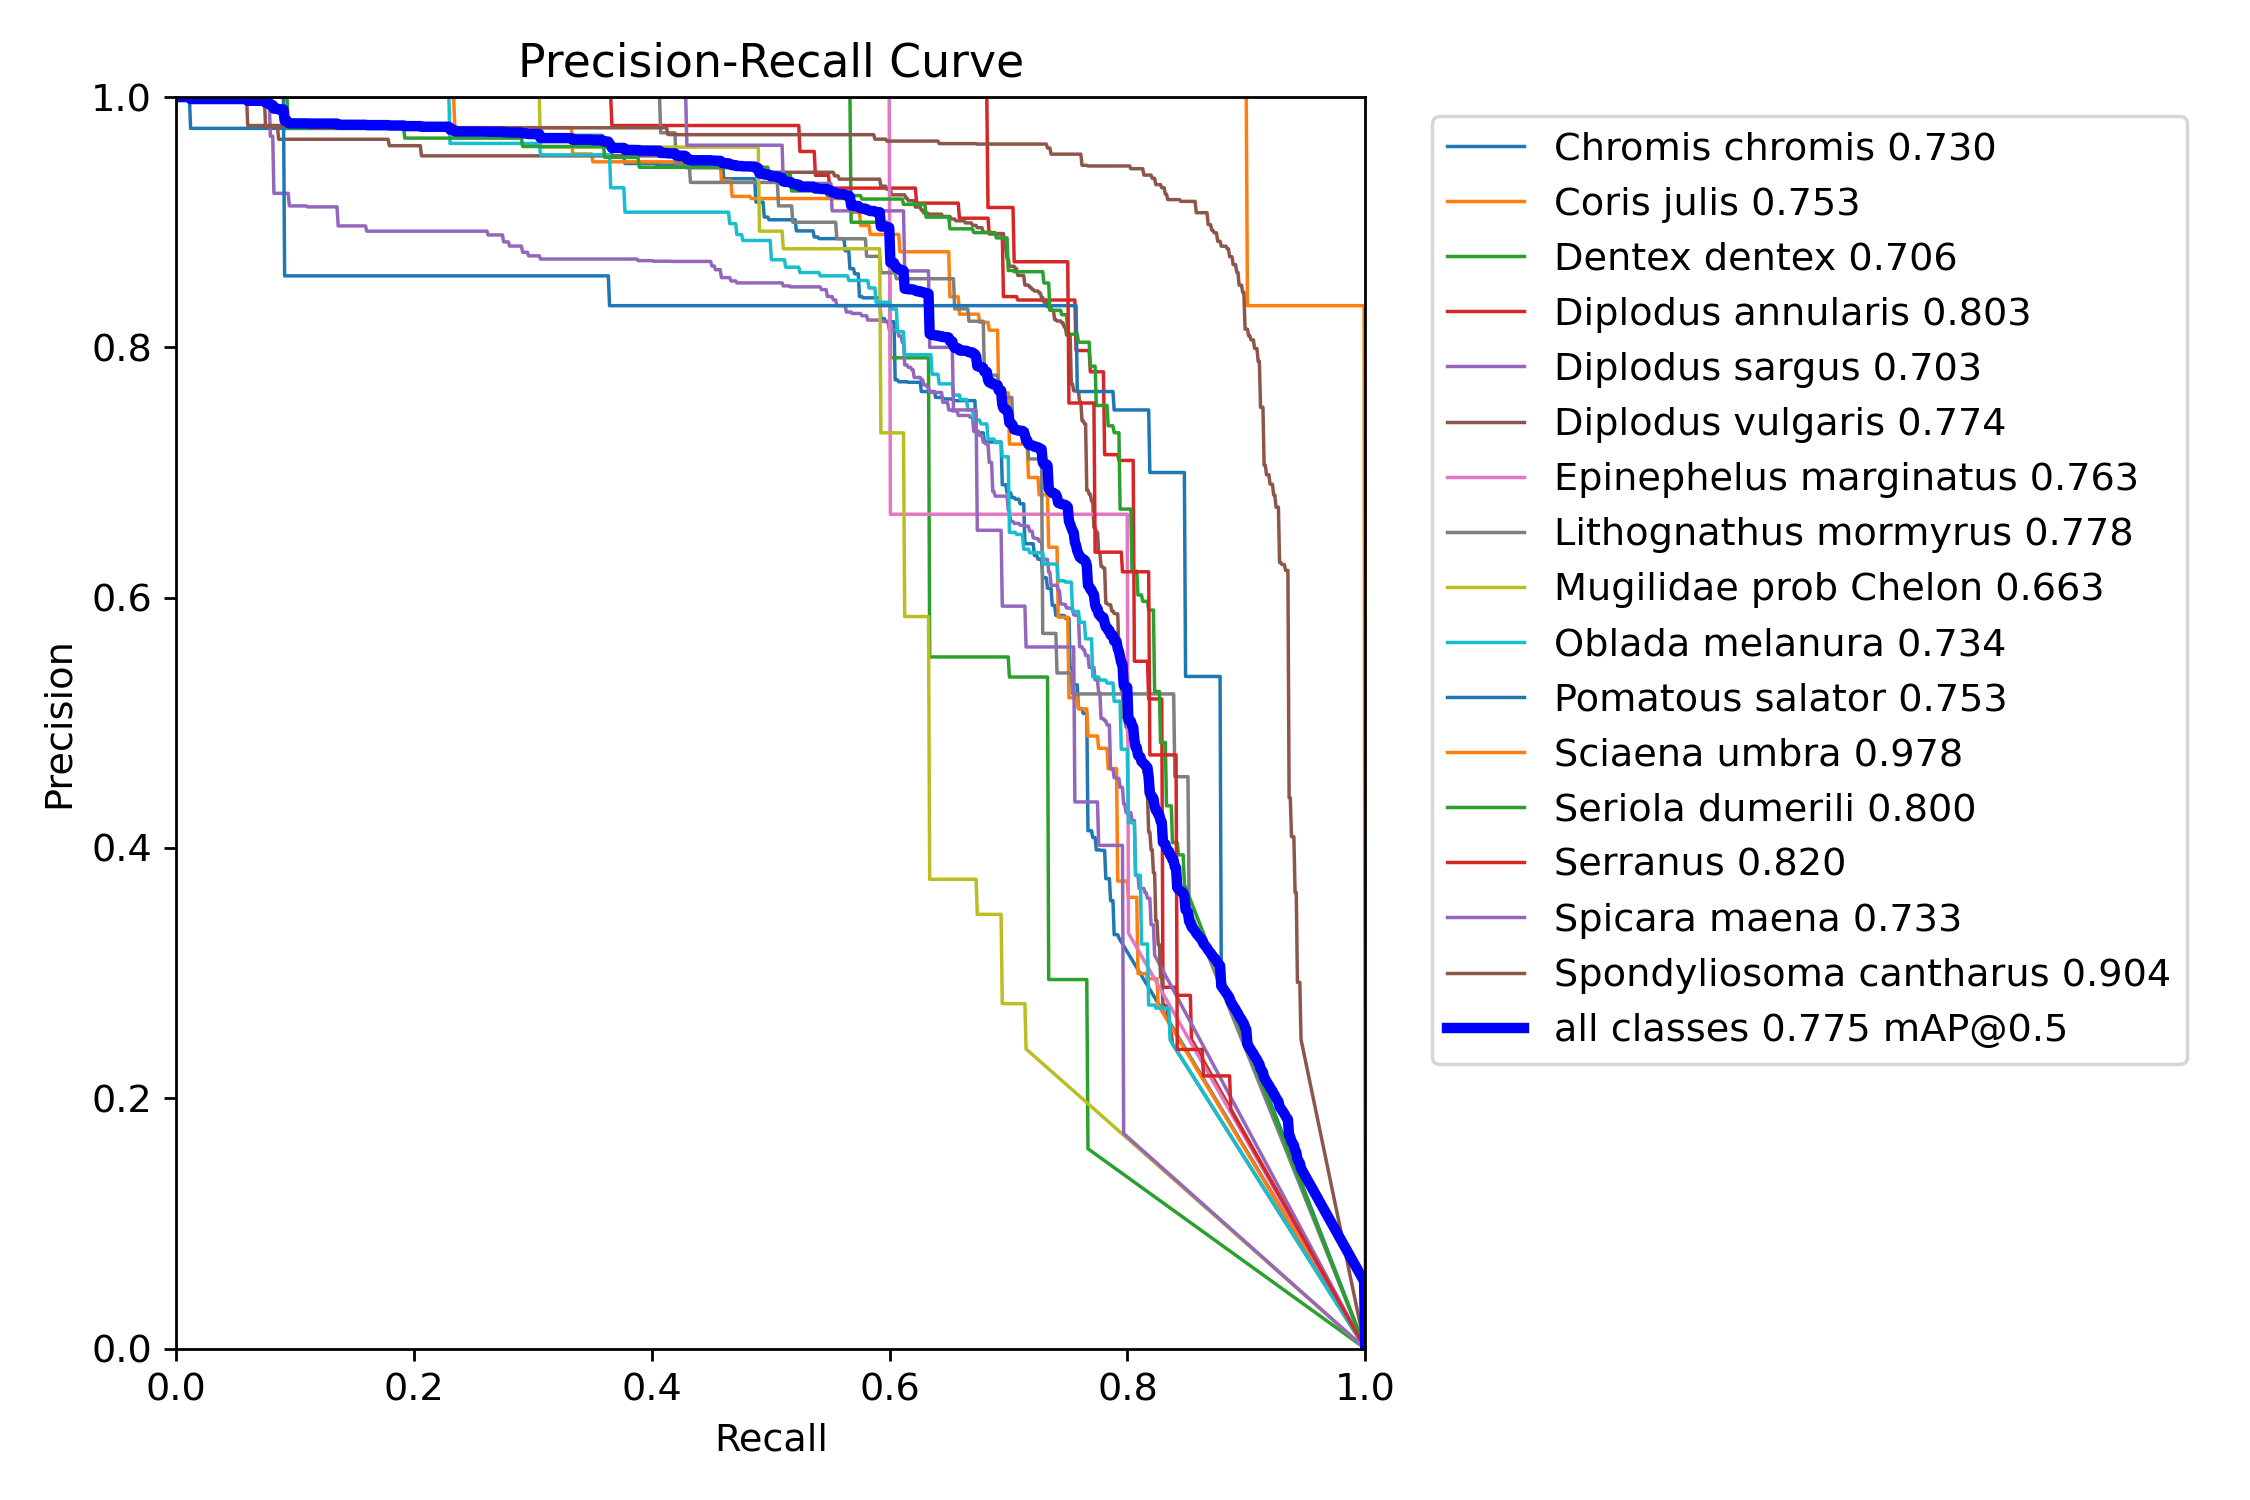 Precision-Recall Curve
1.0
0.8
0.6
0.4
0.2
0.0
Precision
0.0 0.2 0.4 0.6 0.8 1.0
Recall
Chromis chromis 0.730
Coris julis 0.753
Dentex dentex 0.706
Diplodus annularis 0.803
Diplodus sargus 0.703
Diplodus vulgaris 0.774
Epinephelus marginatus 0.763
Lithognathus mormyrus 0.778
Mugilidae prob Chelon 0.663
Oblada melanura 0.734
Pomatous salator 0.753
Sciaena umbra 0.978
Seriola dumerili 0.800
Serranus 0.820
Spicara maena 0.733
Spondyliosoma cantharus 0.904
all classes 0.775 mAP@0.5